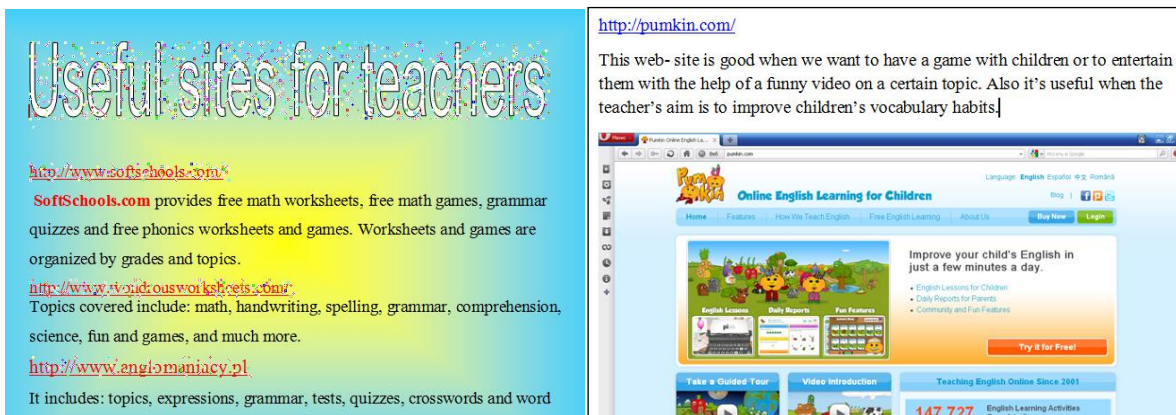 Useful sites for teachers
http://www.softschools.com/
SoftSchools.com provides free math worksheets, free math games, grammar
quizzes and free phonics worksheets and games. Worksheets and games are
organized by grades and topics.
http://www.wondrousworksheets.com/
Topics covered include: math, handwriting, spelling, grammar, comprehension,
science, fun and games, and much more.
http://www.anglomaniacy.pl
It includes: topics, expressions, grammar, tests, quizzes, crosswords and word
http://pumkin.com/
This web- site is good when we want to have a game with children or to entertain
them with the help of a funny video on a certain topic. Also it's useful when the
teacher's aim is to improve children's vocabulary habits.
Pumkin Online English La...
pumkin.com
PumKin
Language: English Español 中文 Română
Online English Learning for Children
Blog |
Home Features How We Teach English Free English Learning About Us Buy Now Login
Improve your child's English in
just a few minutes a day.
English Lessons for Children
Daily Reports for Parents
Community and Fun Features
English Lessons Daily Reports Fun Features
Try it for Free!
Take a Guided Tour Video Introduction Teaching English Online Since 2001
147,727 English Learning Activities